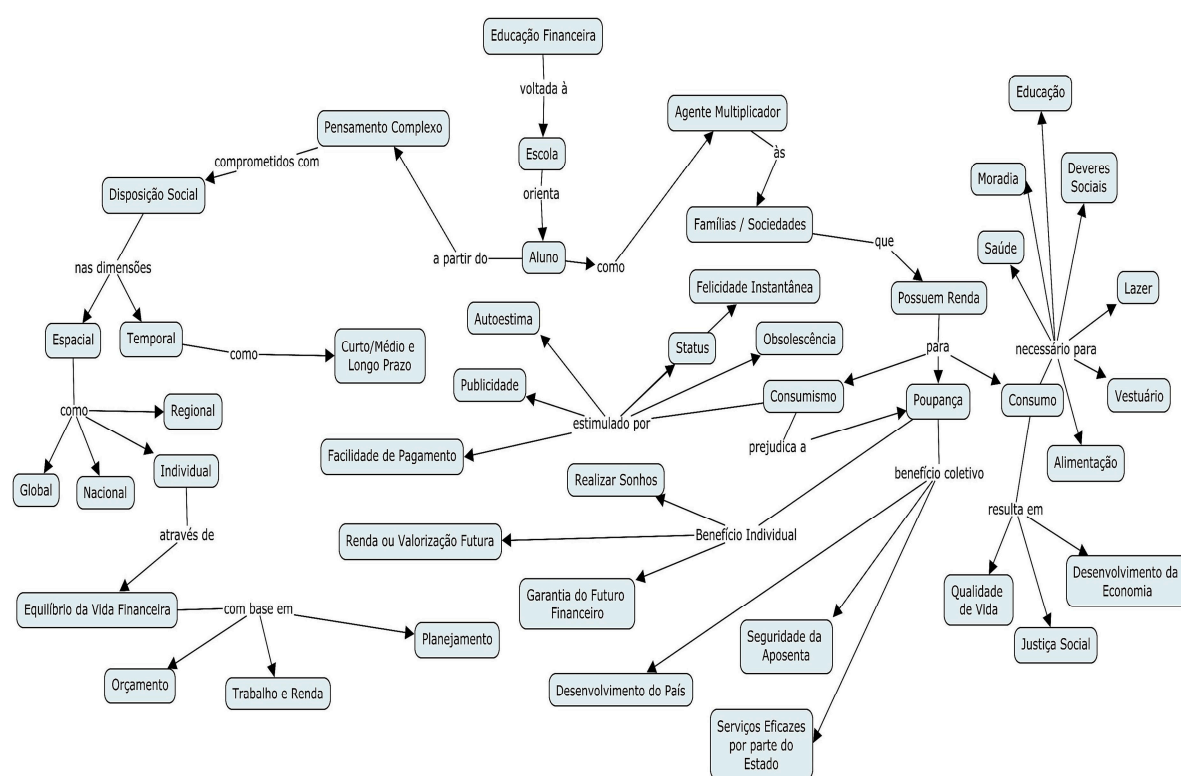 Educação Financeira
voltada à
Escola
orienta
Aluno
a partir do
como
Pensamento Complexo
comprometidos com
Disposição Social
nas dimensões
Espacial
Temporal
como
Curto/Médio e
Longo Prazo
como
Regional
Global
Nacional
Individual
através de
Equilíbrio da Vida Financeira
com base em
Planejamento
Orçamento
Trabalho e Renda
Agente Multiplicador
às
Famílias / Sociedades
que
Possuem Renda
para
Consumismo
Poupança
Consumo
estimulado por
Autoestima
Publicidade
Facilidade de Pagamento
Status
Felicidade Instantânea
Obsolescência
prejudica a
Benefício Individual
Realizar Sonhos
Renda ou Valorização Futura
Garantia do Futuro
Financeiro
benefício coletivo
Desenvolvimento do País
Seguridade da
Aposenta
Serviços Eficazes
por parte do
Estado
necessário para
Educação
Moradia
Deveres
Sociais
Saúde
Lazer
Vestuário
Alimentação
resulta em
Qualidade
de Vida
Justiça Social
Desenvolvimento da
Economia